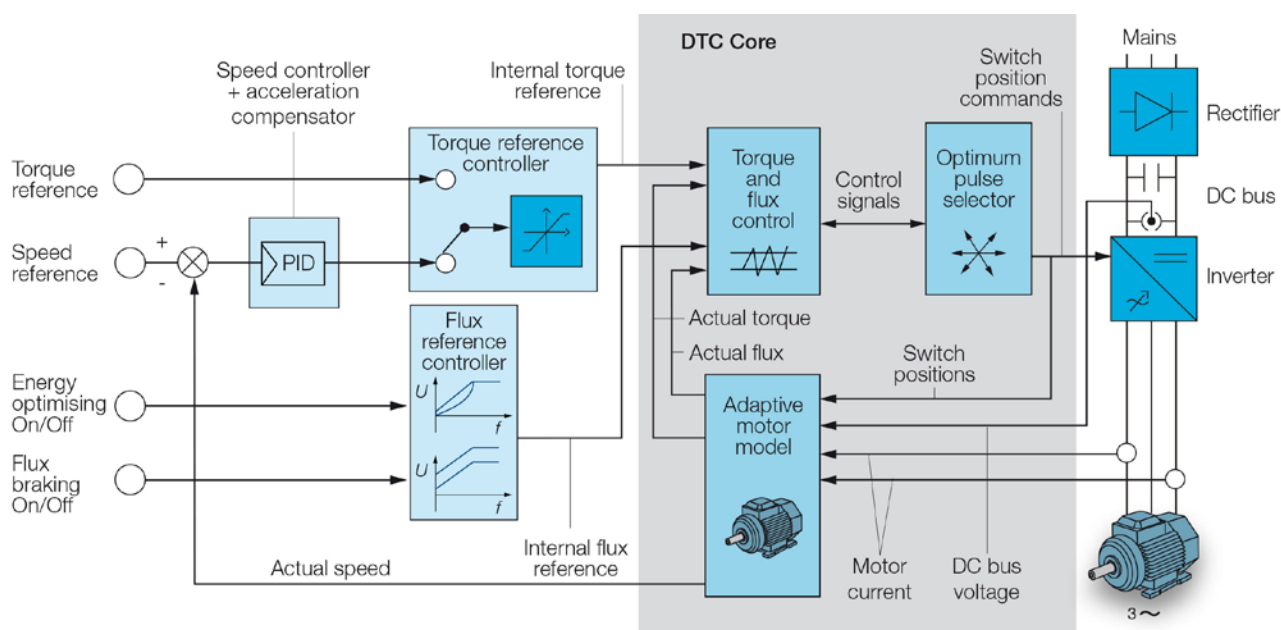 DTC Core
Mains
Speed controller
+ acceleration
compensator
Internal torque
reference
Switch
position
commands
Rectifier
Torque
reference
Torque reference
controller
Torque
and
flux
control
Control
signals
Optimum
pulse
selector
DC bus
Speed
reference
+
-
PID
Inverter
Flux
reference
controller
Actual torque
Actual flux
Switch
positions
Energy
optimising
On/Off
U
f
Adaptive
motor
model
Flux
braking
On/Off
U
f
Internal flux
reference
Actual speed
Motor
current
DC bus
voltage
3~